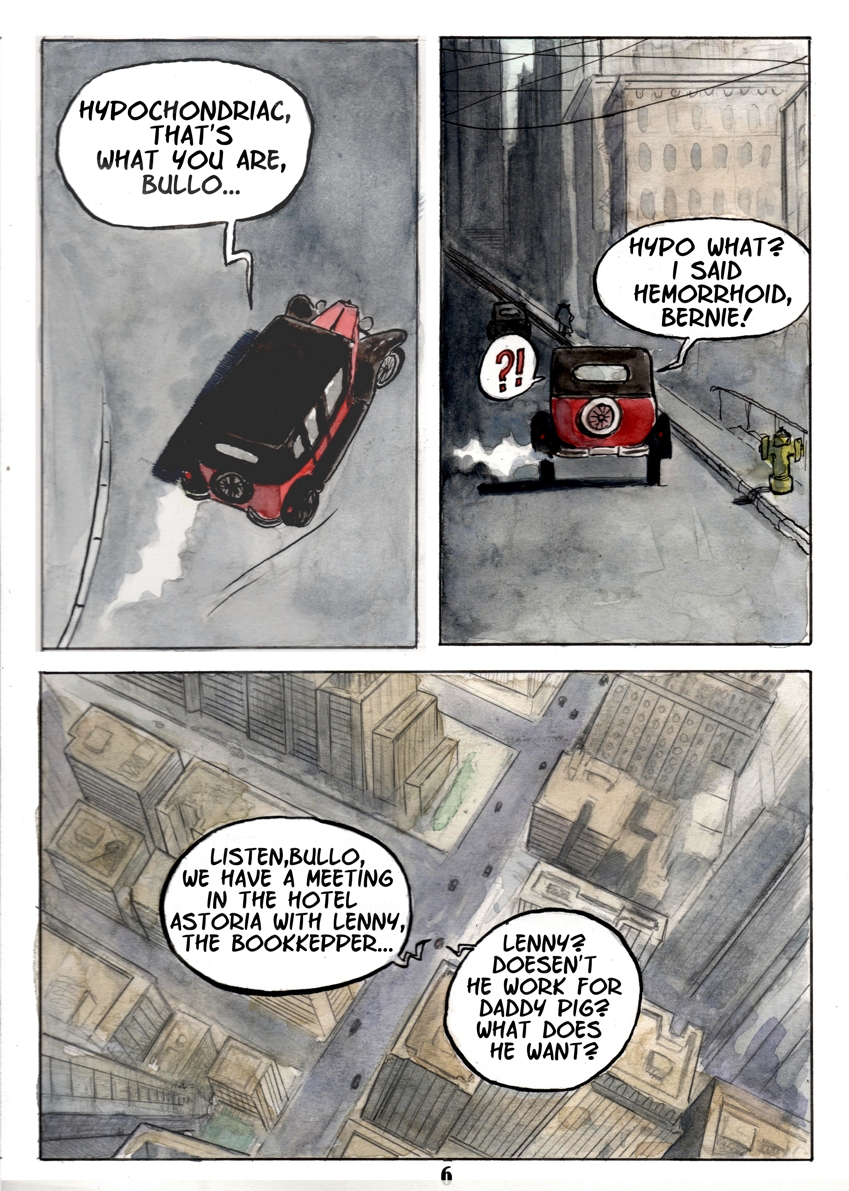 HYPOCHONDRIAC,
THAT'S
WHAT YOU ARE,
BULLO...
HYPO WHAT?
I SAID
HEMORRHOID,
BERNIE!
?!
LISTEN,BULLO,
WE HAVE A MEETING
IN THE HOTEL
ASTORIA WITH LENNY,
THE BOOKKEPPER...
LENNY?
DOESEN'T
HE WORK FOR
DADDY PIG?
WHAT DOES
HE WANT?
6